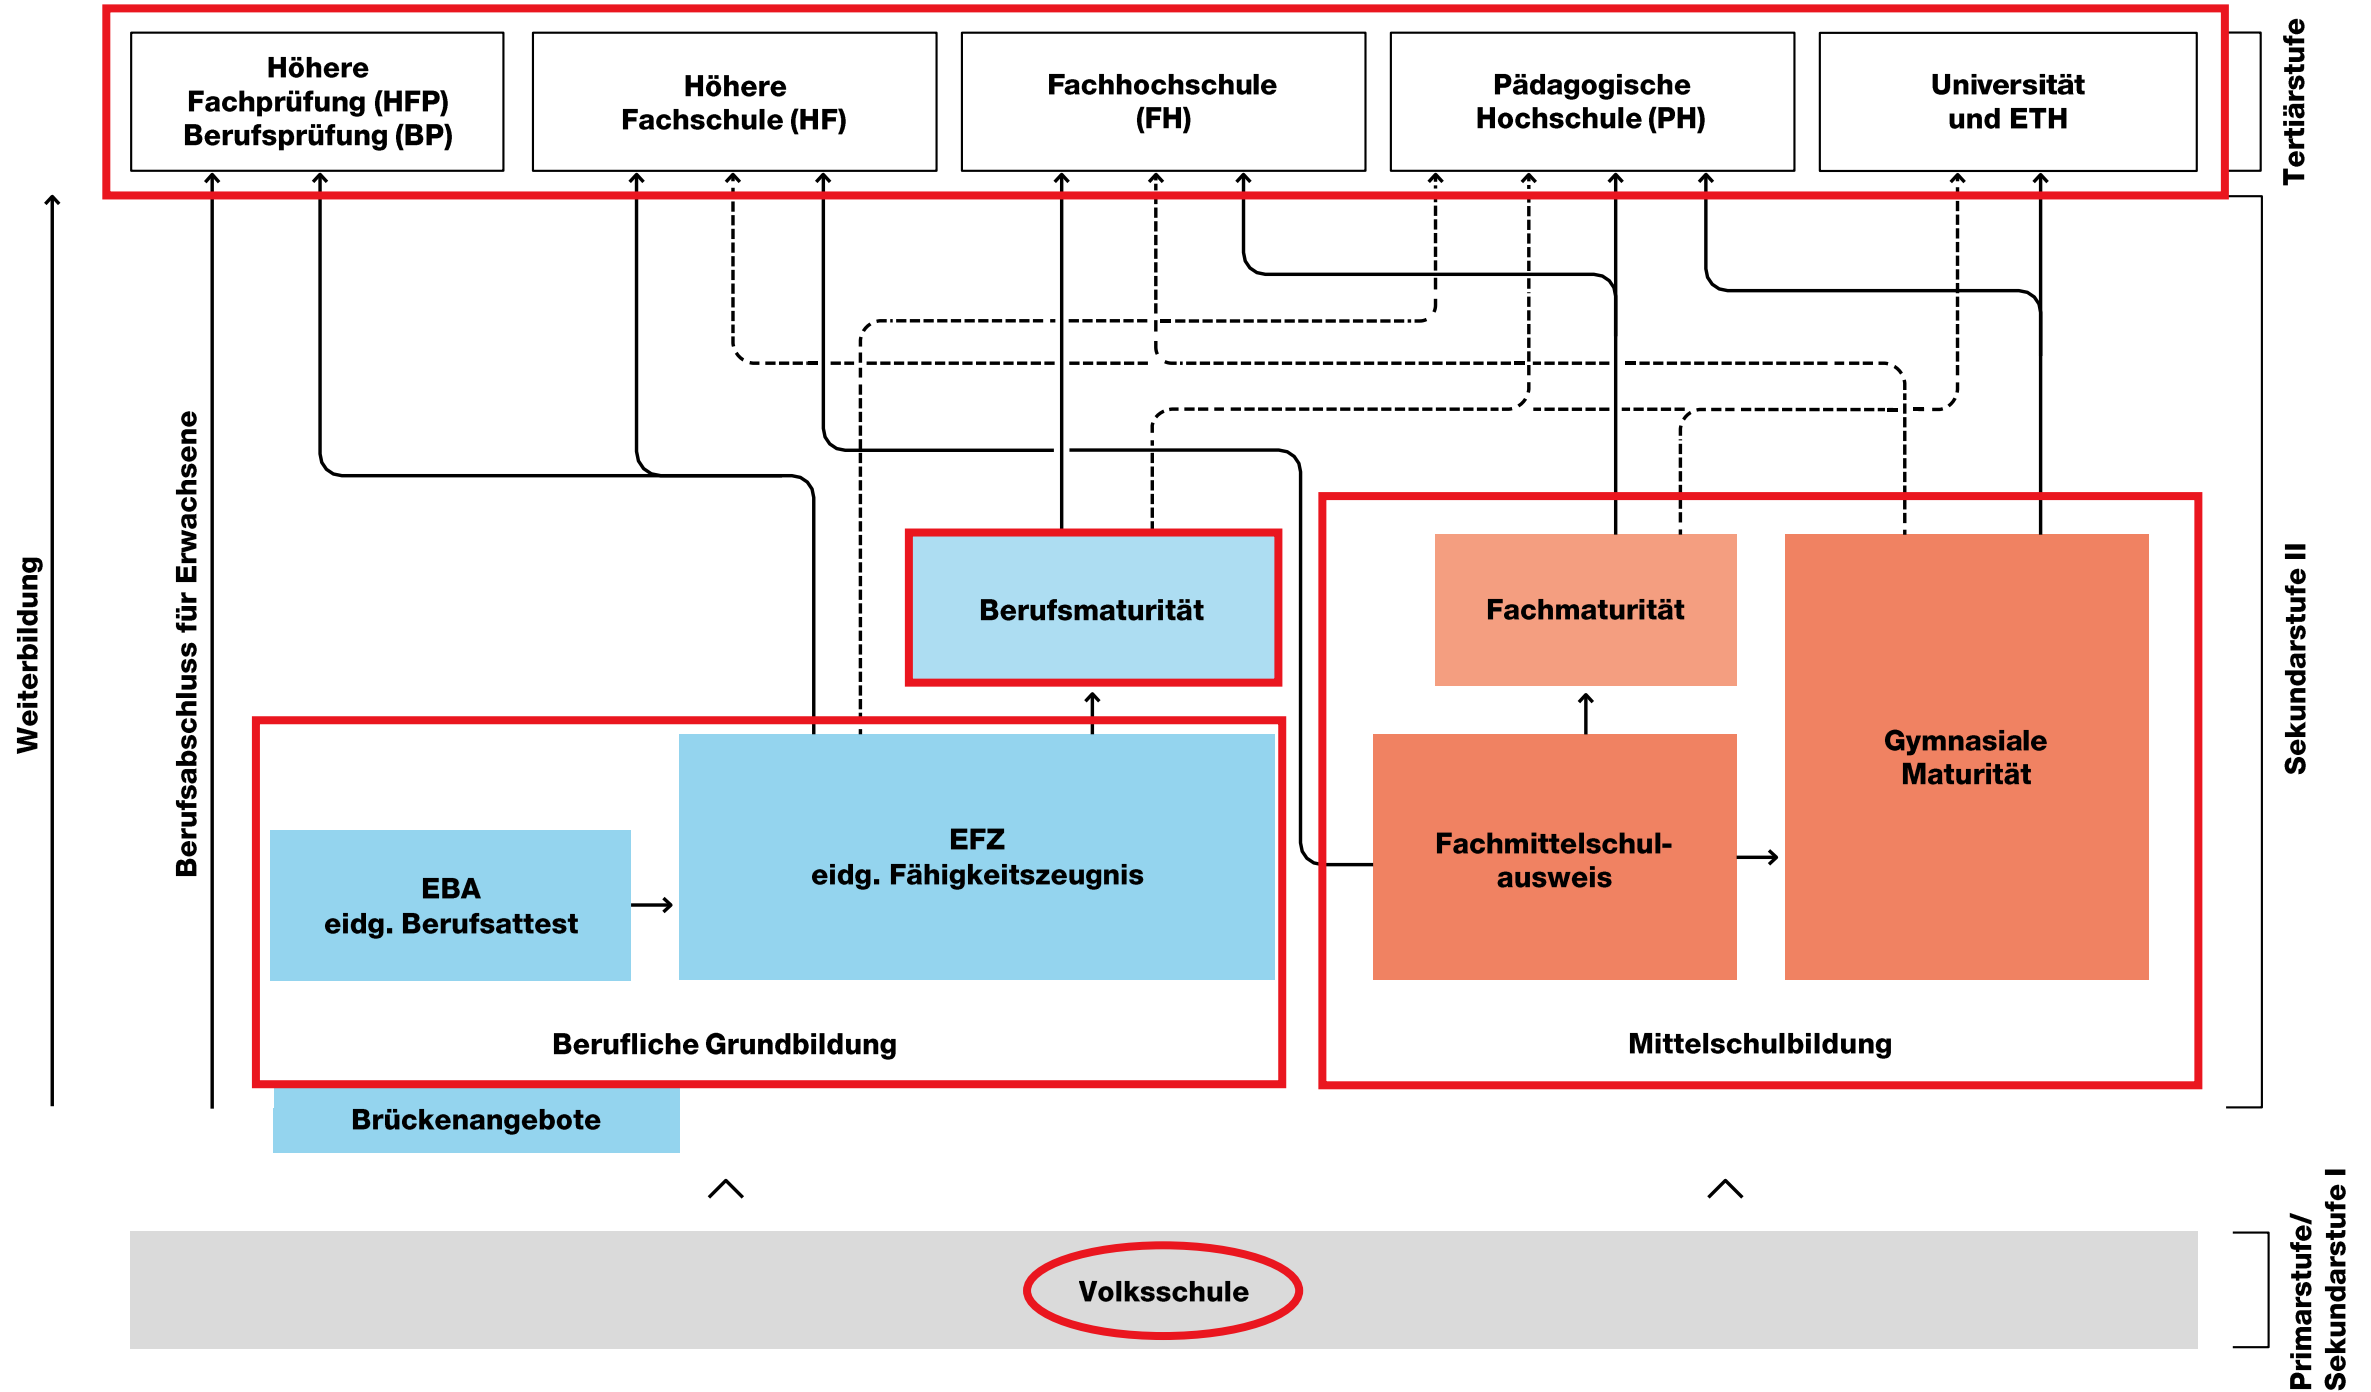 Höhere
Fachprüfung (HFP)
Berufsprüfung (BP)
Höhere
Fachschule (HF)
Fachhochschule
(FH)
Pädagogische
Hochschule (PH)
Universität
und ETH
Tertiärstufe
Weiterbildung
Berufsabschluss für Erwachsene
Berufsmaturität
Fachmaturität
Gymnasiale
Maturität
Sekundarstufe II
EFZ
eidg. Fähigkeitszeugnis
EBA
eidg. Berufsattest
Fachmittelschul-
ausweis
Berufliche Grundbildung
Mittelschulbildung
Brückenangebote
Volksschule
Primarstufe/
Sekundarstufe I